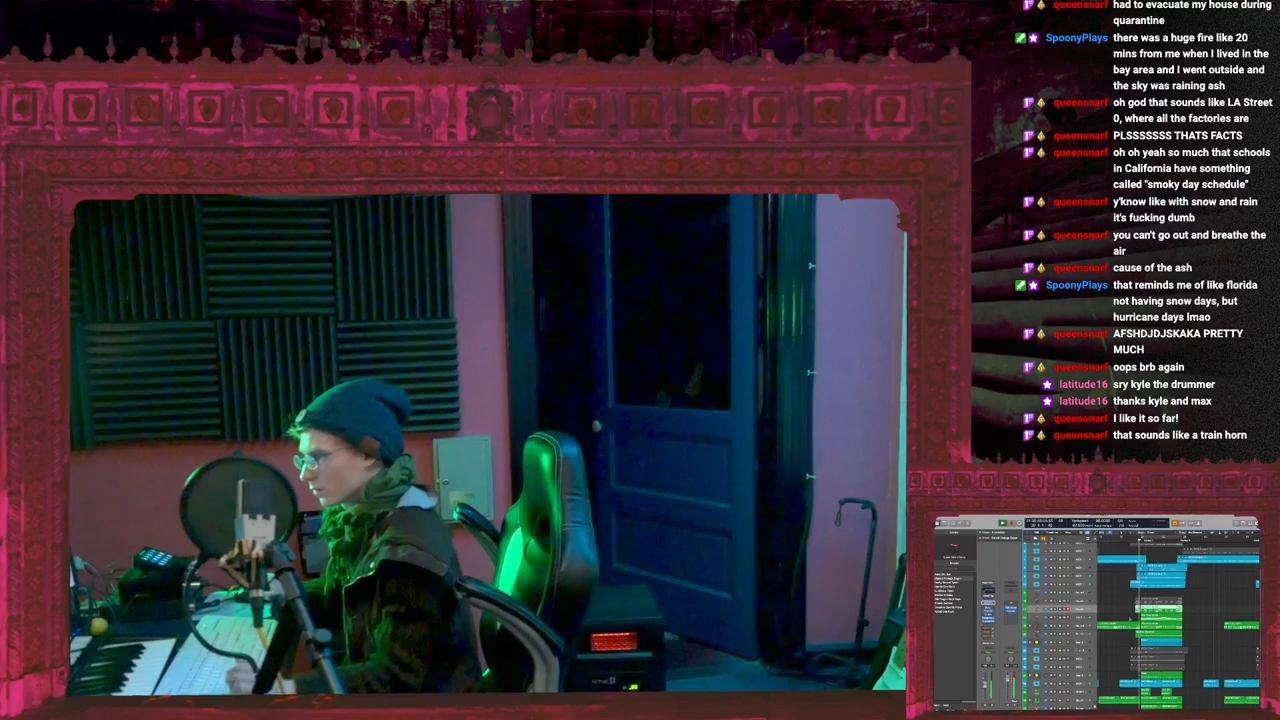 had to evacuate my house during
quarantine
SpoonyPlays there was a huge fire like 20
mins from me when I lived in the
bay area and I went outside and
the sky was raining ash
queensnarf oh god that sounds like LA Street
0, where all the factories are
queensnarf PLSSSSSSS THATS FACTS
queensnarf oh oh yeah so much that schools
in California have something
called "smoky day schedule"
queensnarf y'know like with snow and rain
it's fucking dumb
queensnarf you can't go out and breathe the
air
queensnarf cause of the ash
SpoonyPlays that reminds me of like florida
not having snow days, but
hurricane days lmao
queensnarf AFSHDJDJSKAKA PRETTY
MUCH
queensnarf oops brb again
latitude16 sry kyle the drummer
latitude16 thanks kyle and max
queensnarf I like it so far!
queensnarf that sounds like a train horn